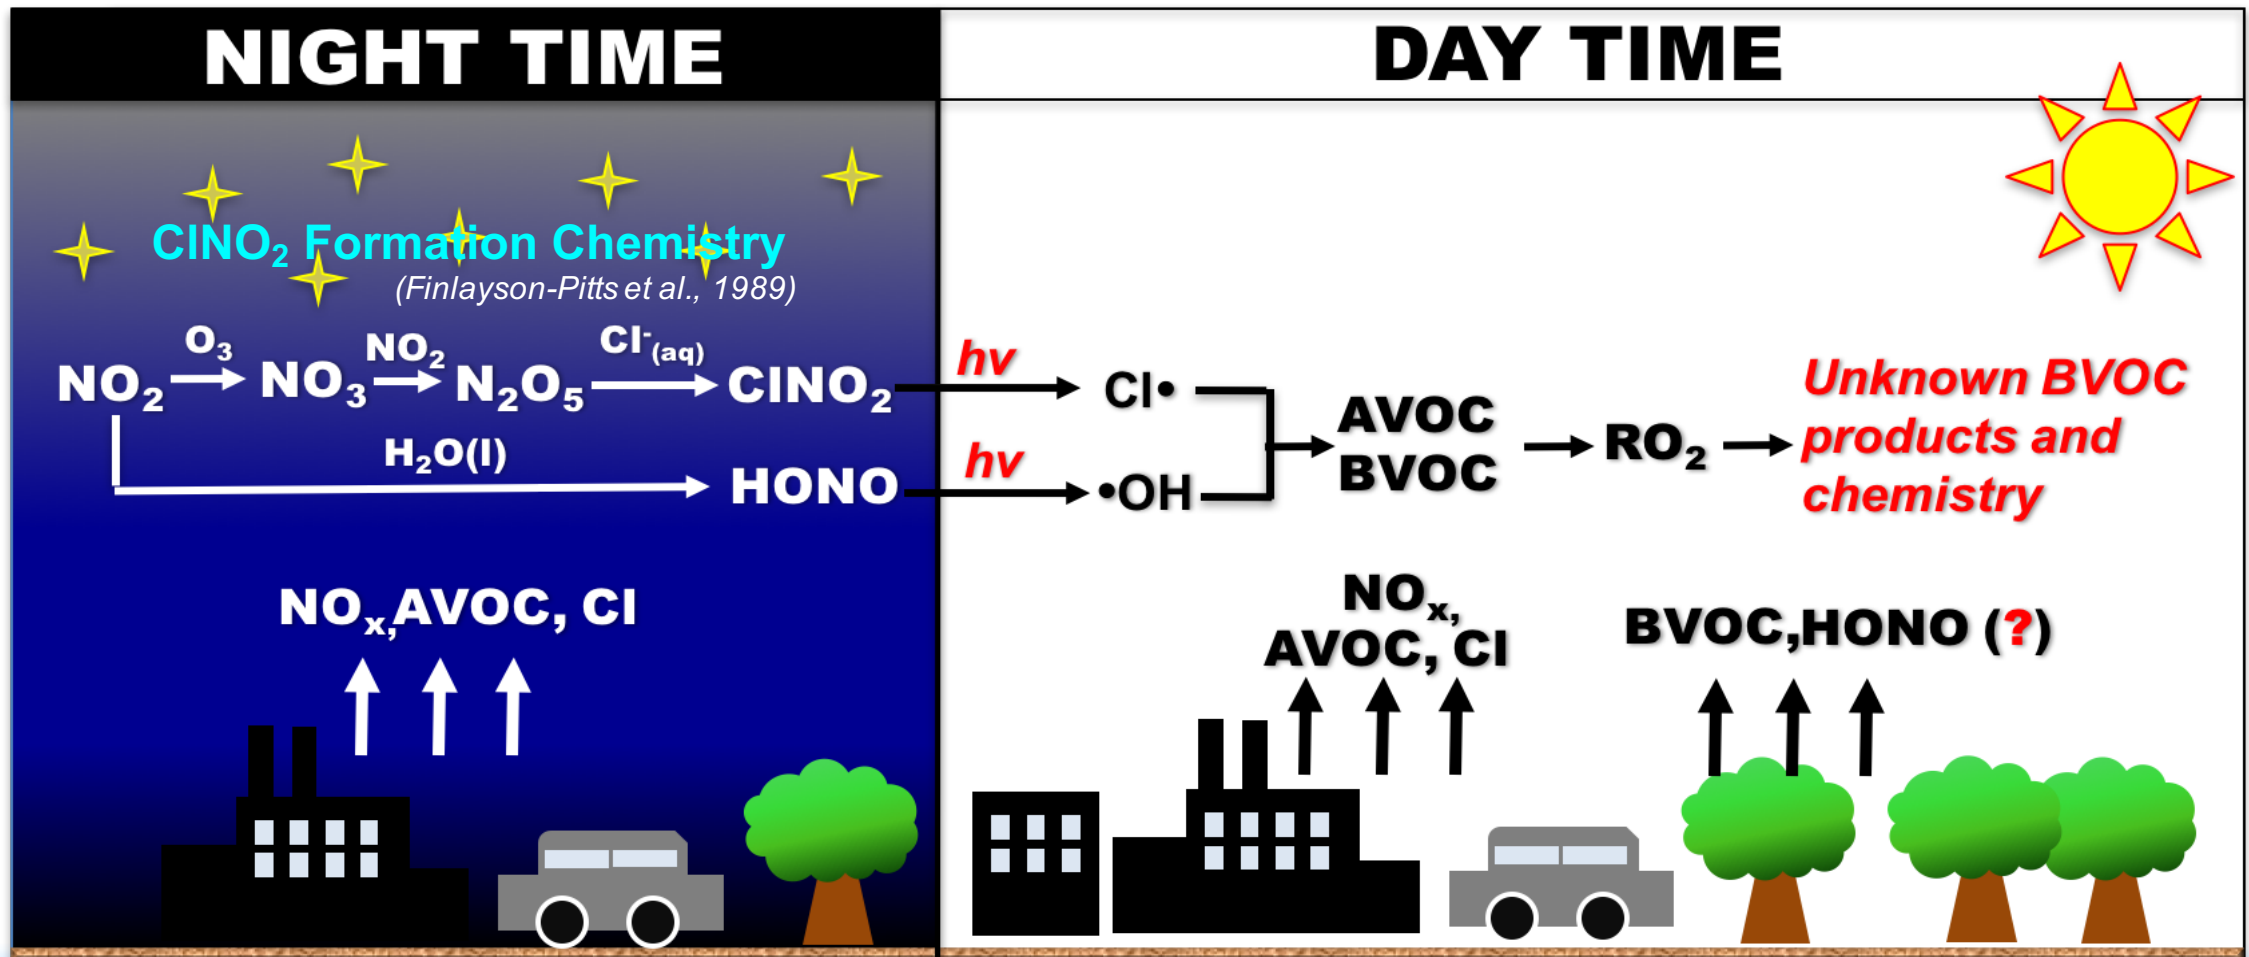 NIGHT TIME
DAY TIME
ClNO₂ Formation Chemistry
(Finlayson-Pitts et al., 1989)
O₃
NO₂
Cl⁻(aq)
NO₂ NO₃ N₂O₅ ClNO₂
H₂O(l)
HONO
hv
Cl•
hv
•OH
AVOC
BVOC
RO₂
Unknown BVOC
products and
chemistry
NOₓ,AVOC, Cl
NOₓ,
AVOC, Cl
BVOC,HONO (?)